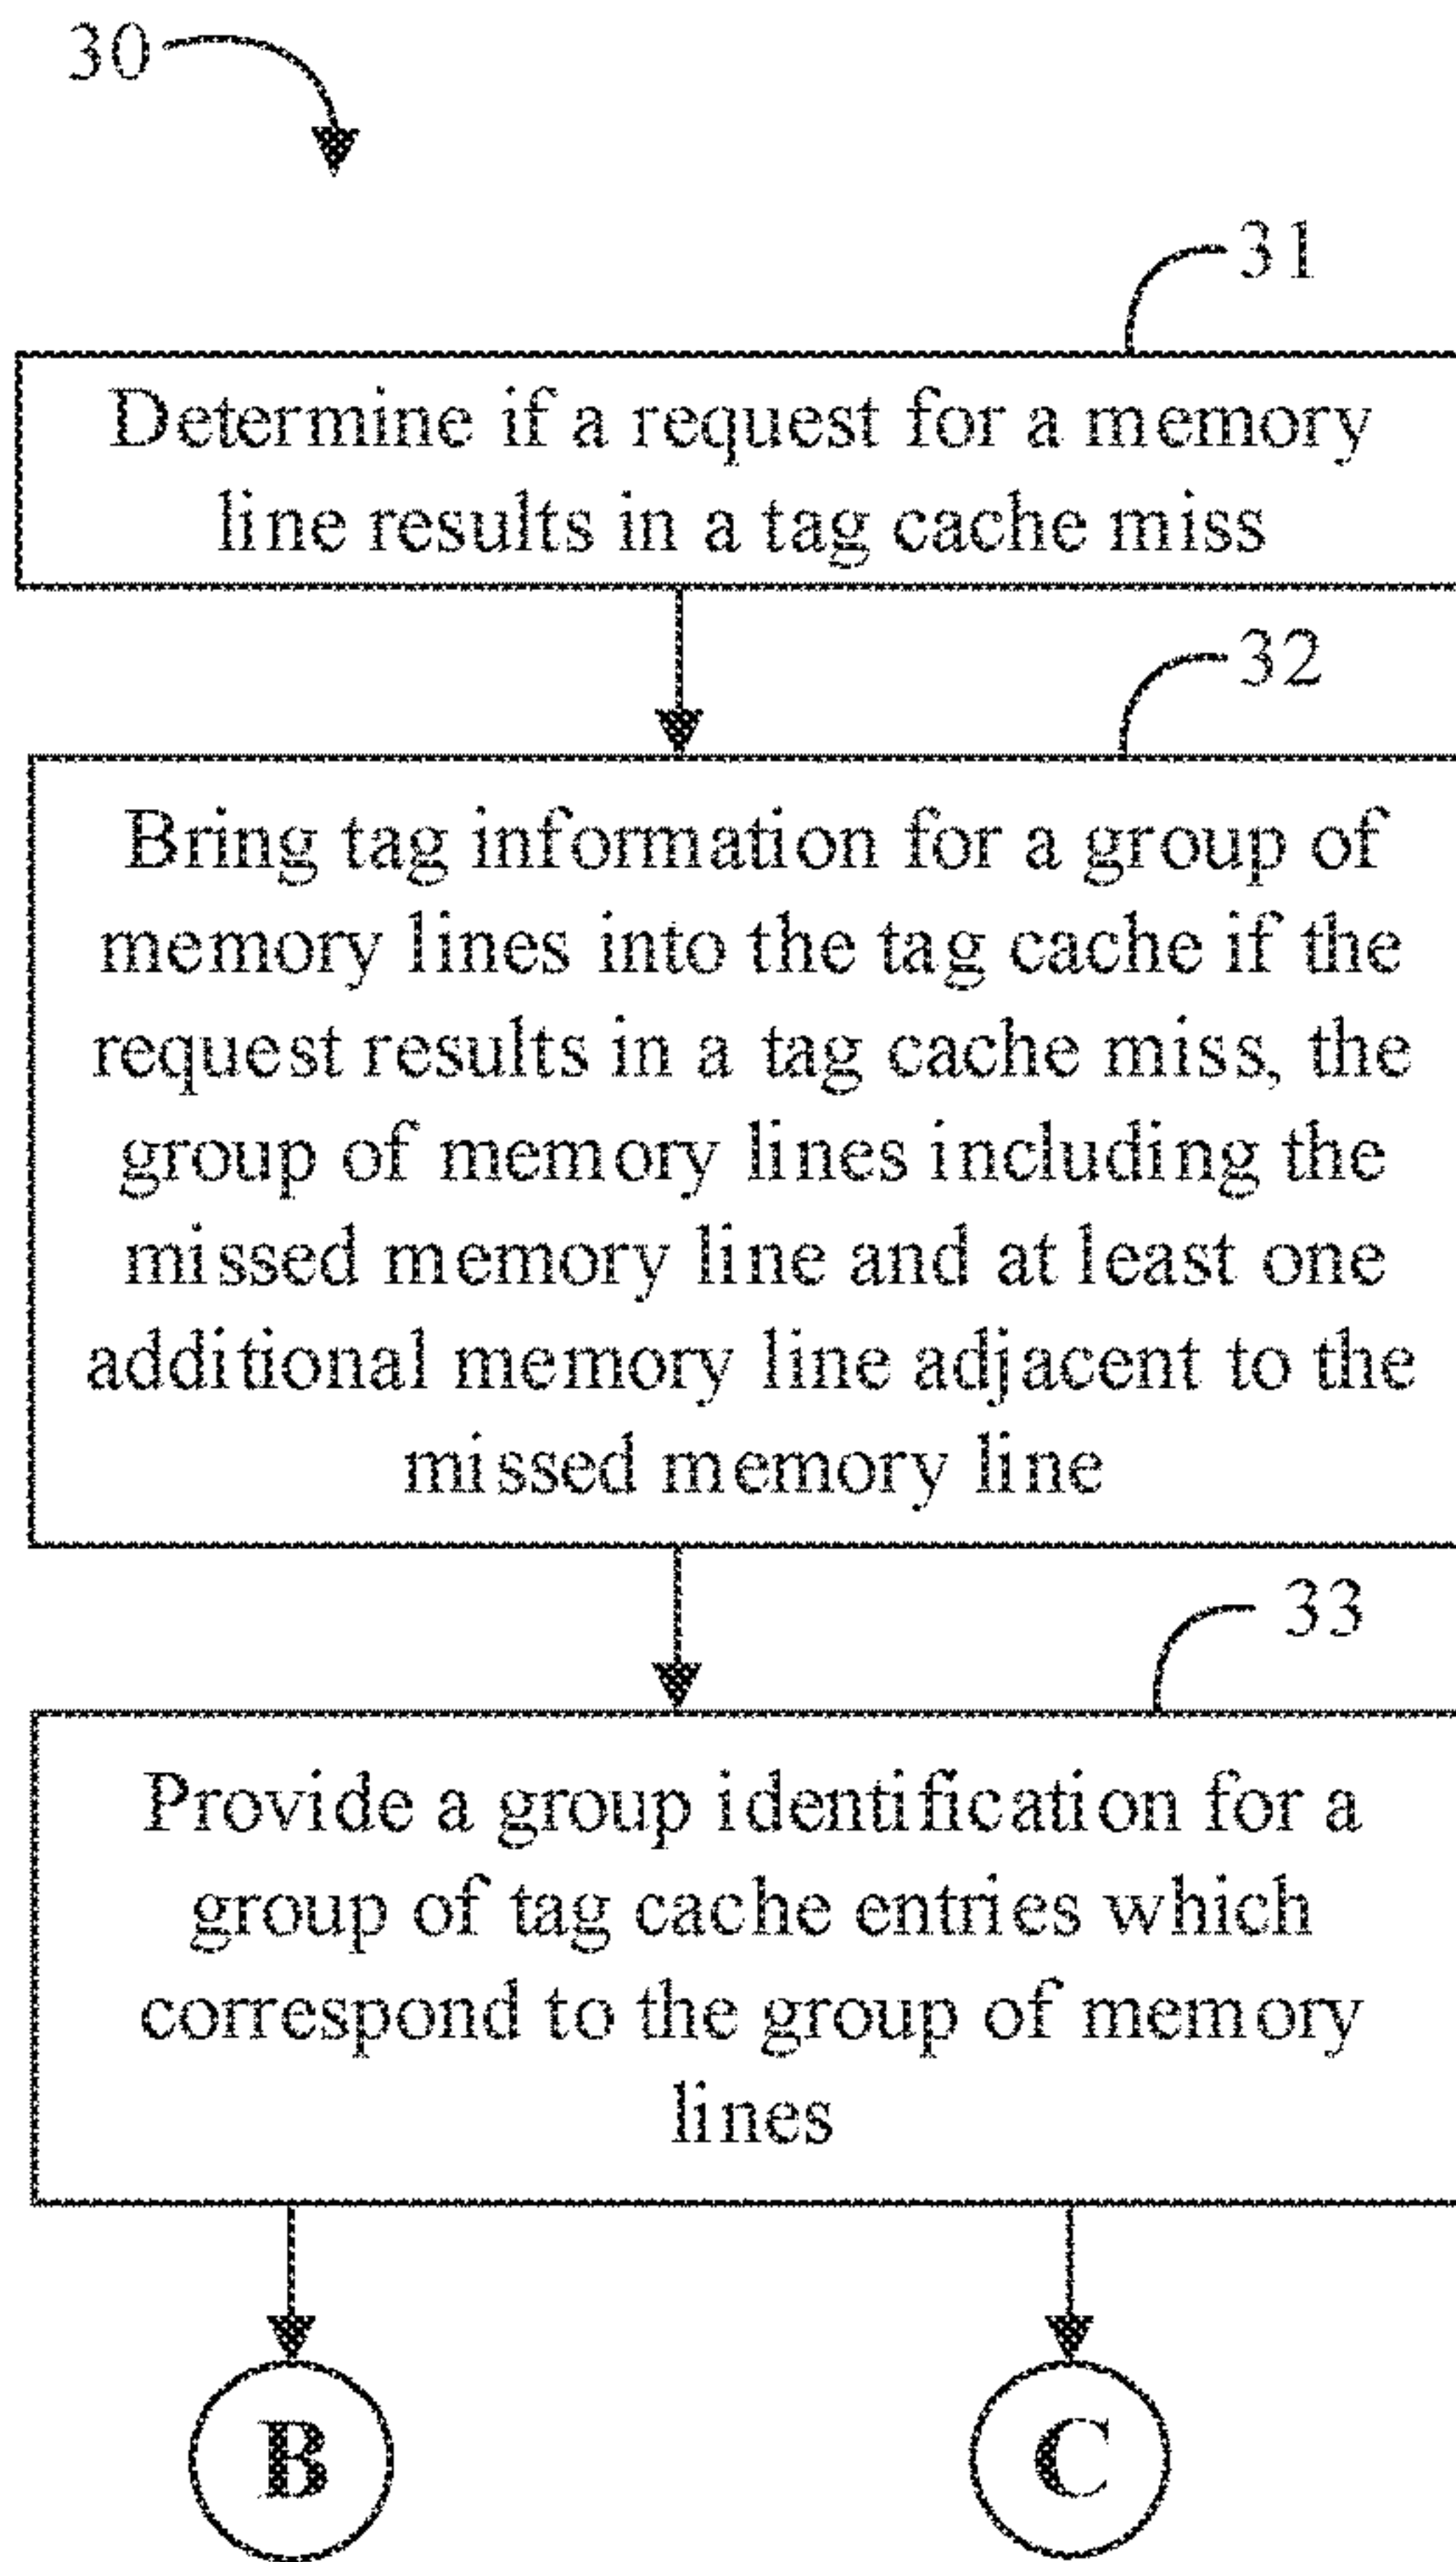 30
31
Determine if a request for a memory
line results in a tag cache miss
32
Bring tag information for a group of
memory lines into the tag cache if the
request results in a tag cache miss, the
group of memory lines including the
missed memory line and at least one
additional memory line adjacent to the
missed memory line
33
Provide a group identification for a
group of tag cache entries which
correspond to the group of memory
lines
B
C